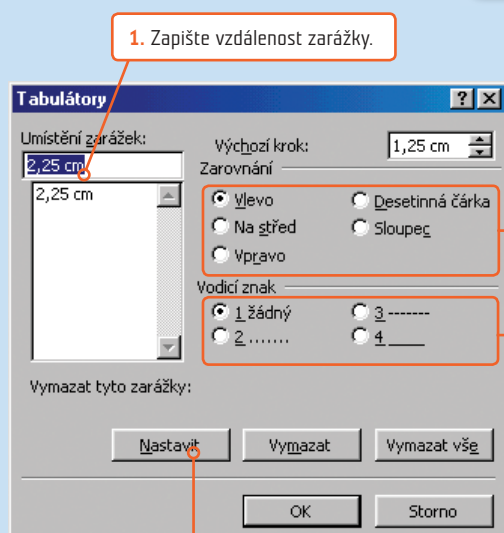 1. Zapište vzdálenost zarážky.
Tabulátory
Umístění zarážek:
Výchozí krok: 1,25 cm
2,25 cm
Zarovnání
2,25 cm
Vlevo Desetinná čárka
Na střed Sloupec
Vpravo
Vodicí znak
1 žádný 3 -------
2 ....... 4 ____
Vymazat tyto zarážky:
Nastavit Vymazat Vymazat vše
OK Storno